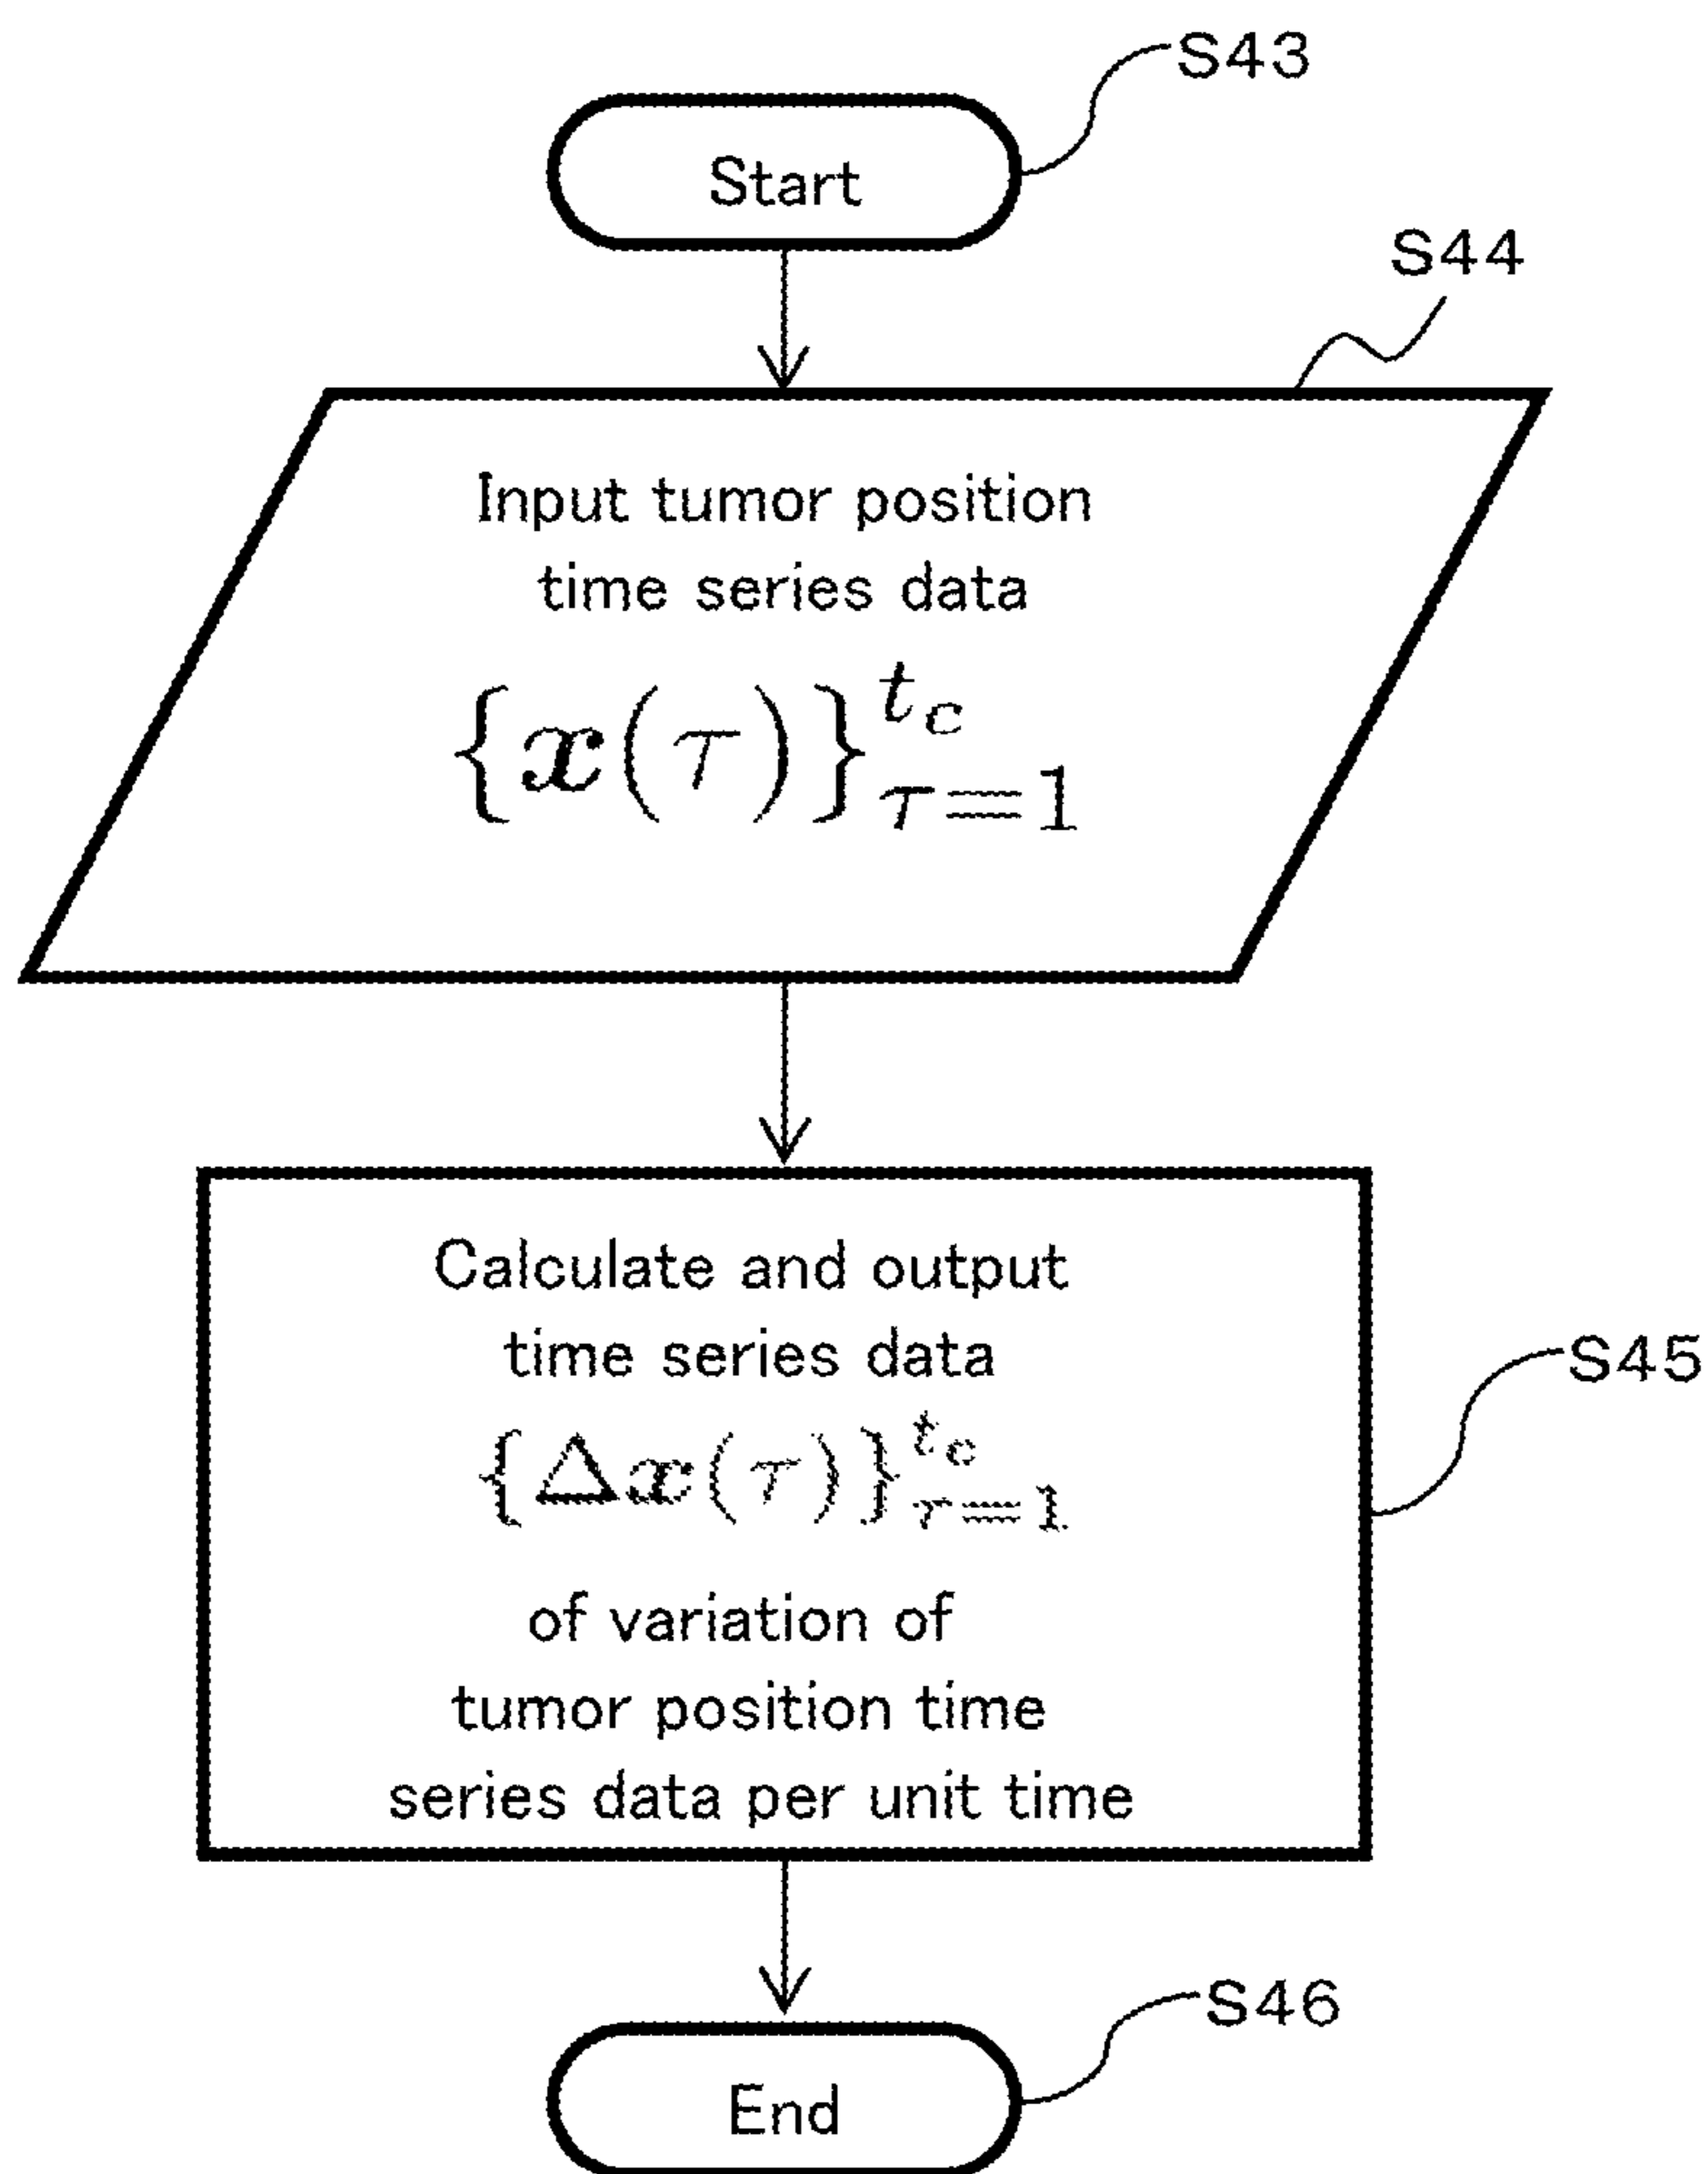 S43
Start
S44
Input tumor position
time series data
{x(τ)}_{τ=1}^{t_c}
Calculate and output
time series data
S45
{Δx(τ)}_{τ=1}^{t_c}
of variation of
tumor position time
series data per unit time
S46
End